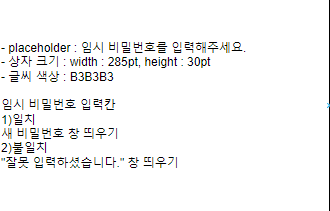 - placeholder : 임시 비밀번호를 입력해주세요.
- 상자 크기 : width : 285pt, height : 30pt
- 글씨 색상 : B3B3B3
임시 비밀번호 입력칸
1)일치
새 비밀번호 창 띄우기
2)불일치
"잘못 입력하셨습니다." 창 띄우기